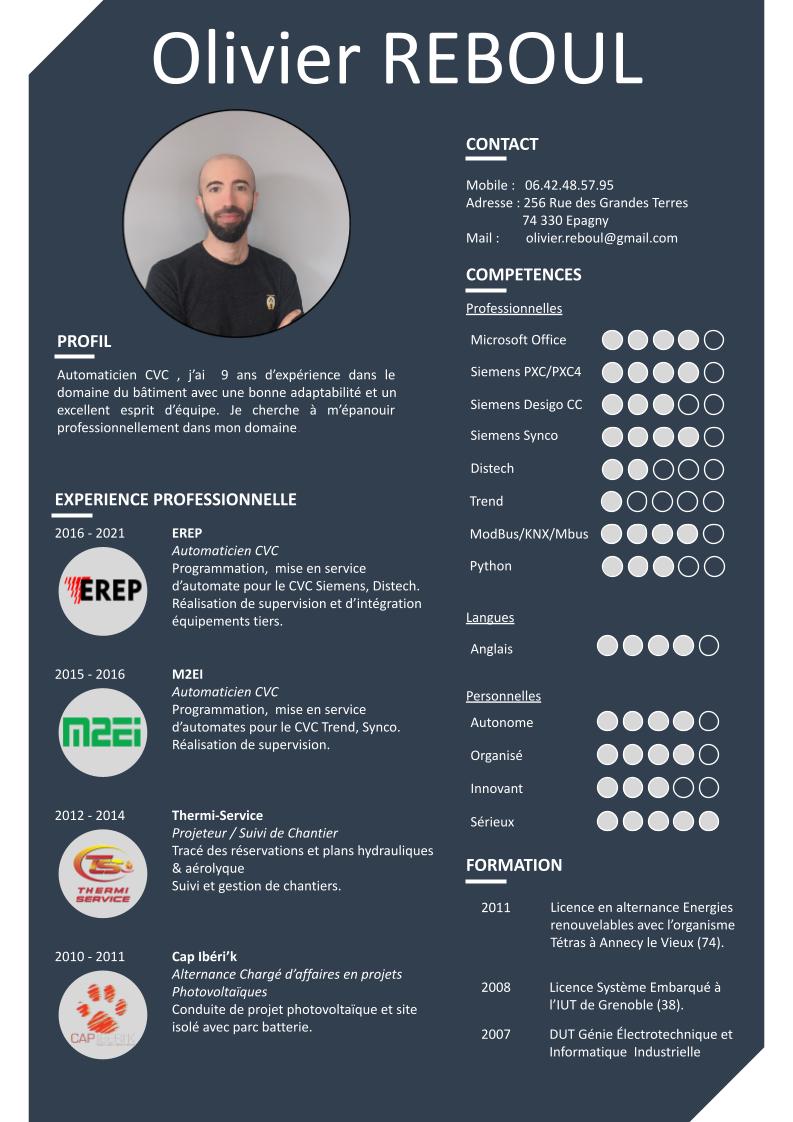 Olivier REBOUL
PROFIL
Automaticien CVC , j'ai 9 ans d'expérience dans le
domaine du bâtiment avec une bonne adaptabilité et un
excellent esprit d'équipe. Je cherche à m'épanouir
professionnellement dans mon domaine
EXPERIENCE PROFESSIONNELLE
2016 - 2021
EREP
EREP
Automaticien CVC
Programmation, mise en service
d'automate pour le CVC Siemens, Distech.
Réalisation de supervision et d'intégration
équipements tiers.
2015 - 2016
M2Ei
M2EI
Automaticien CVC
Programmation, mise en service
d'automates pour le CVC Trend, Synco.
Réalisation de supervision.
2012 - 2014
TS
THERMI
SERVICE
Thermi-Service
Projeteur / Suivi de Chantier
Tracé des réservations et plans hydrauliques
& aérolyque
Suivi et gestion de chantiers.
2010 - 2011
CAP
Cap Ibéri'k
Alternance Chargé d'affaires en projets
Photovoltaïques
Conduite de projet photovoltaïque et site
isolé avec parc batterie.
CONTACT
Mobile : 06.42.48.57.95
Adresse : 256 Rue des Grandes Terres
74 330 Epagny
Mail : olivier.reboul@gmail.com
COMPETENCES
Professionnelles
Microsoft Office
Siemens PXC/PXC4
Siemens Desigo CC
Siemens Synco
Distech
Trend
ModBus/KNX/Mbus
Python
Langues
Anglais
Personnelles
Autonome
Organisé
Innovant
Sérieux
FORMATION
2011
Licence en alternance Energies
renouvelables avec l'organisme
Tétras à Annecy le Vieux (74).
2008
Licence Système Embarqué à
l'IUT de Grenoble (38).
2007
DUT Génie Électrotechnique et
Informatique Industrielle